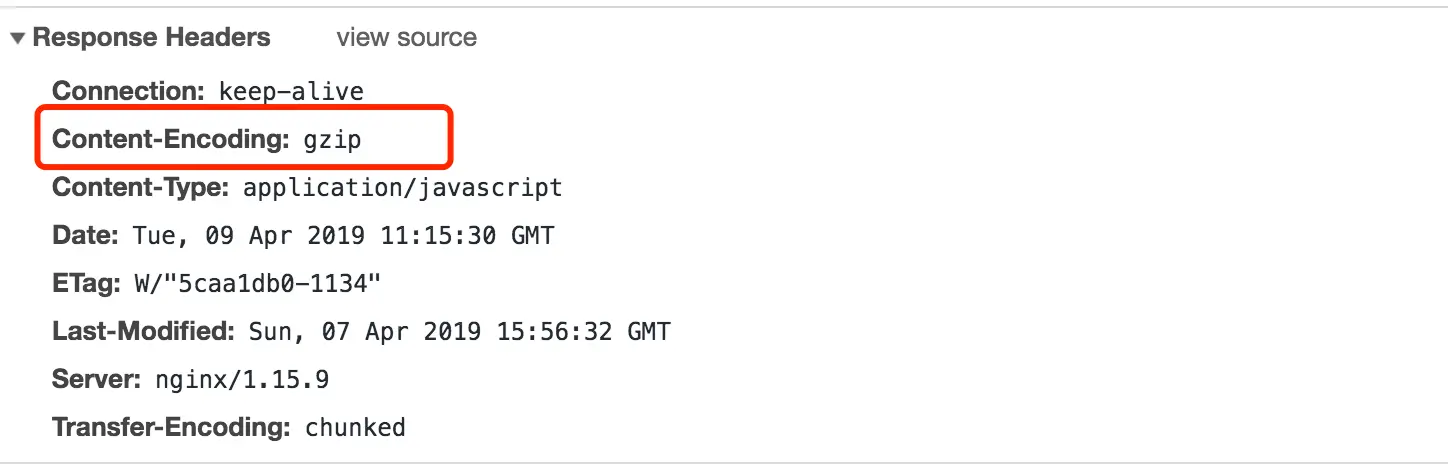 Response Headers view source
Connection: keep-alive
Content-Encoding: gzip
Content-Type: application/javascript
Date: Tue, 09 Apr 2019 11:15:30 GMT
ETag: W/"5caa1db0-1134"
Last-Modified: Sun, 07 Apr 2019 15:56:32 GMT
Server: nginx/1.15.9
Transfer-Encoding: chunked